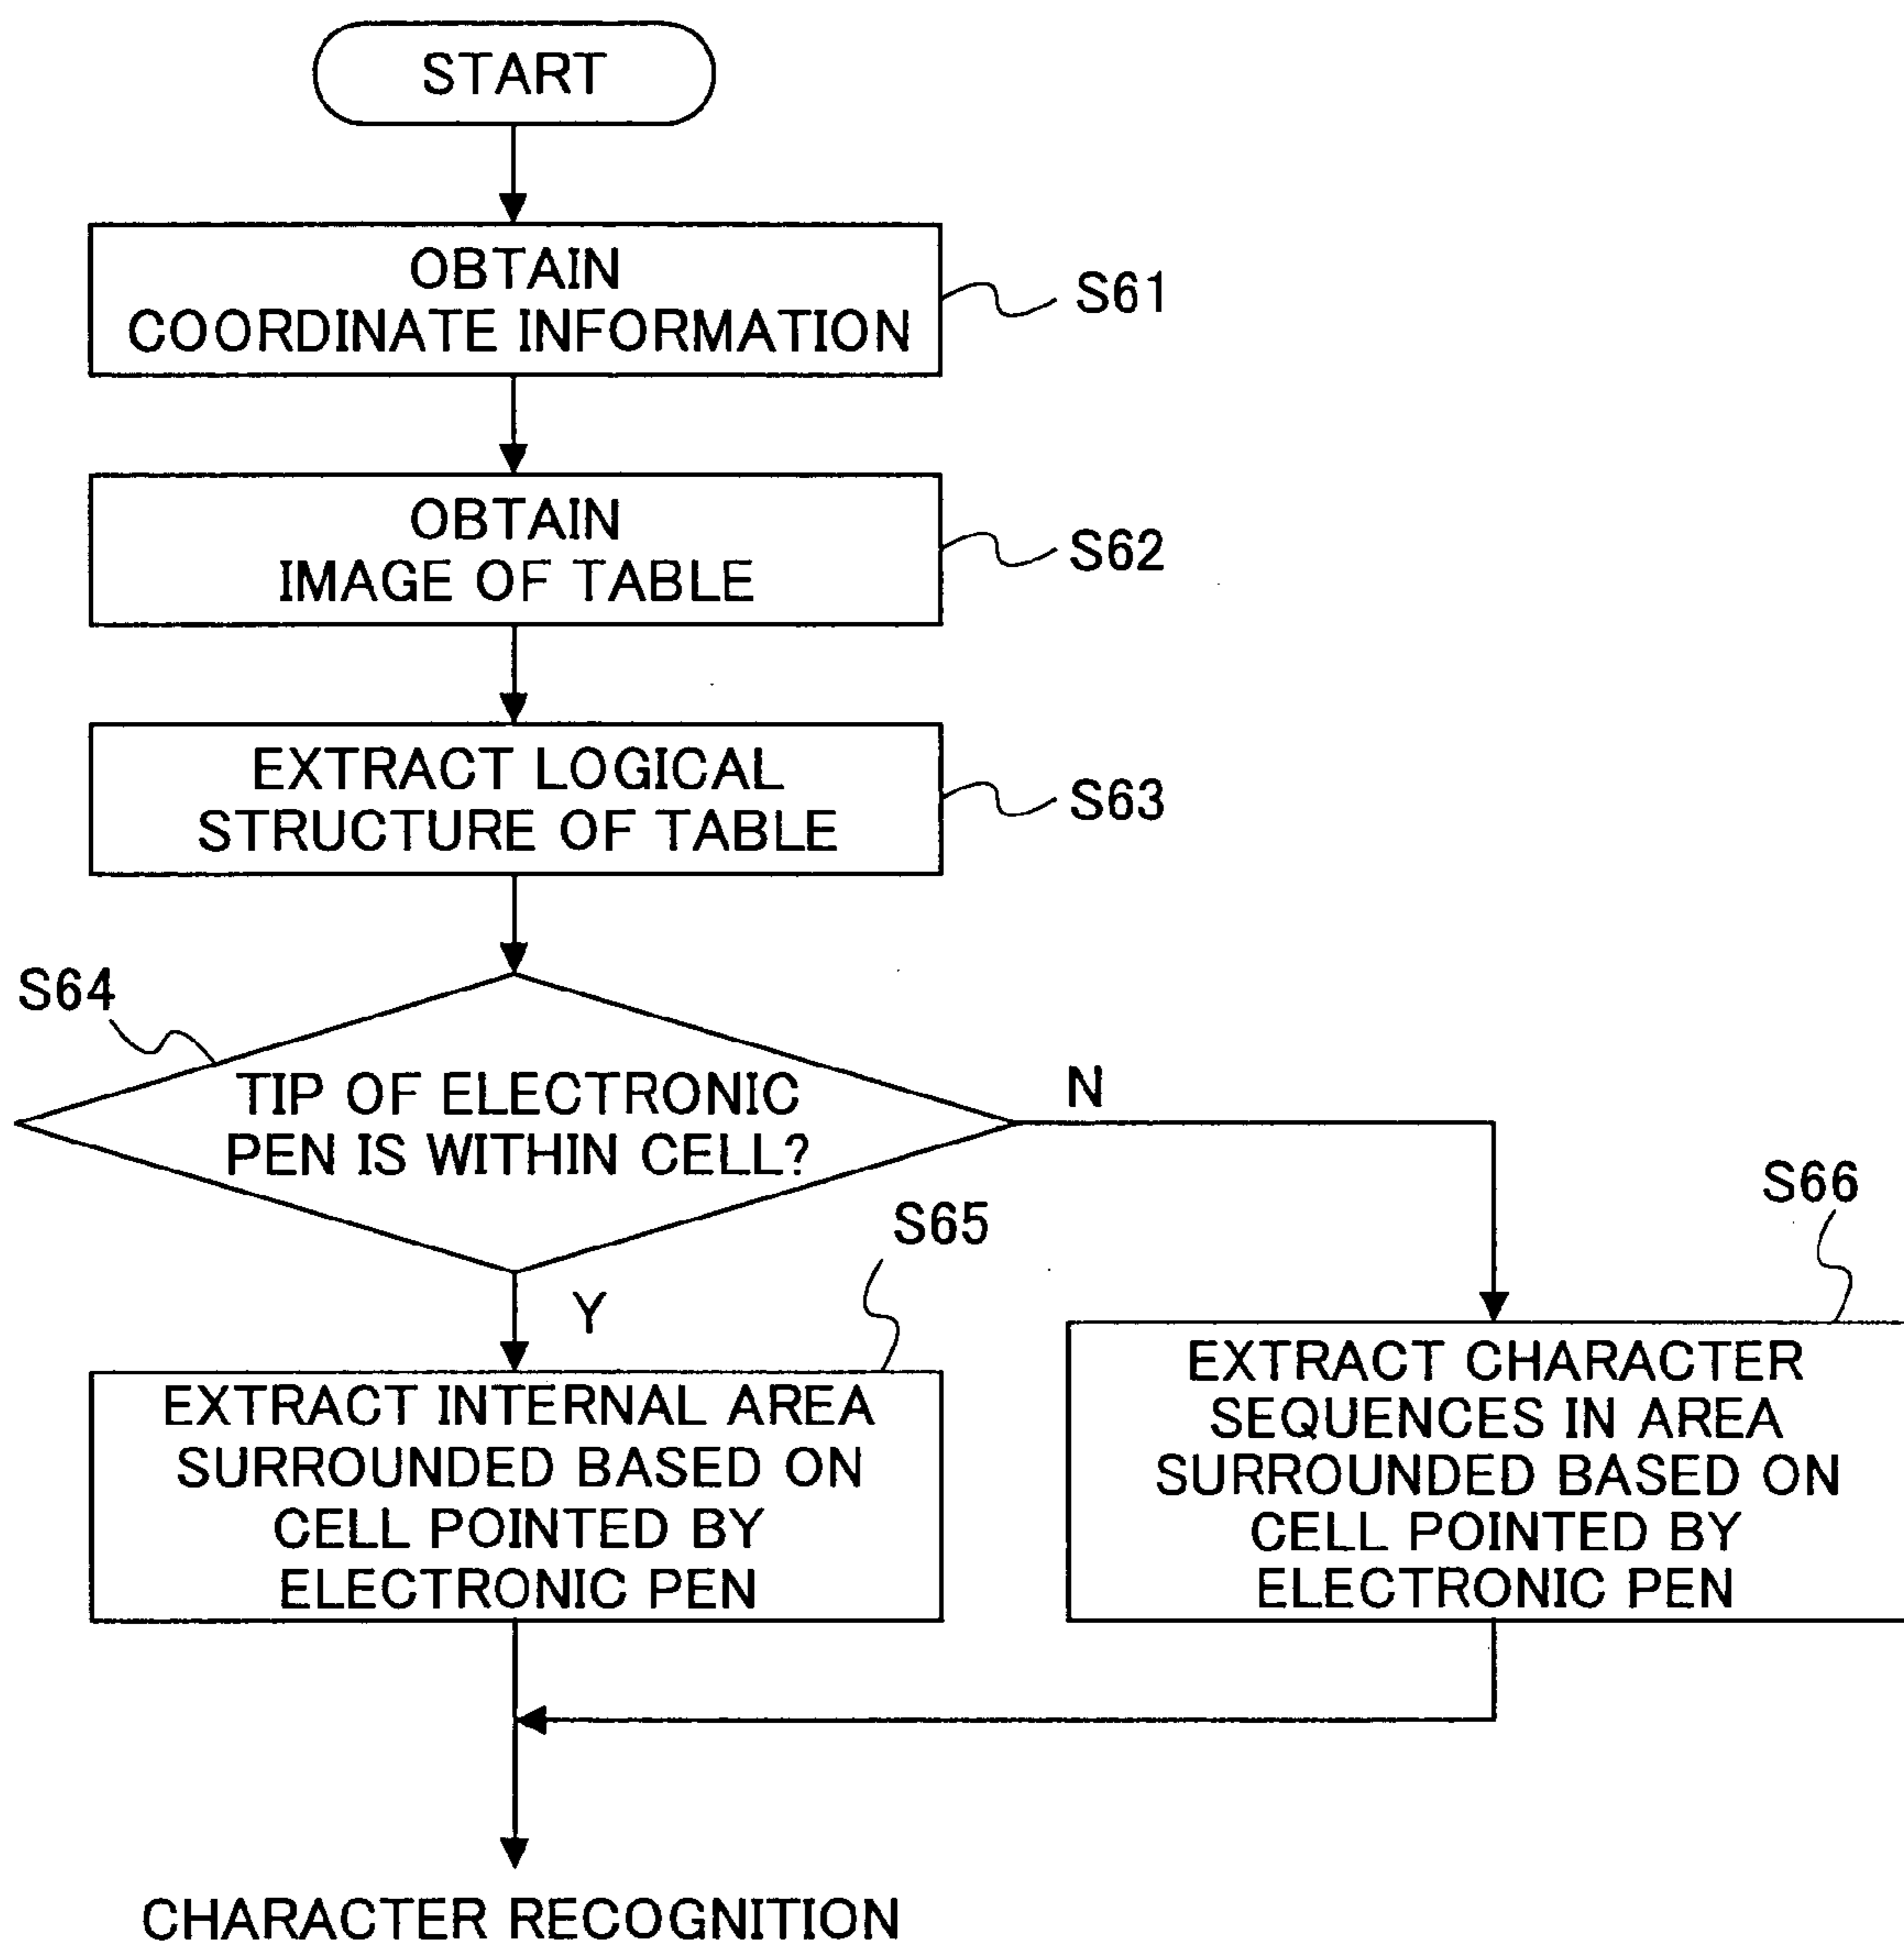 START
OBTAIN
COORDINATE INFORMATION
S61
OBTAIN
IMAGE OF TABLE
S62
EXTRACT LOGICAL
STRUCTURE OF TABLE
S63
S64
TIP OF ELECTRONIC
PEN IS WITHIN CELL?
N
Y
S65
EXTRACT INTERNAL AREA
SURROUNDED BASED ON
CELL POINTED BY
ELECTRONIC PEN
S66
EXTRACT CHARACTER
SEQUENCES IN AREA
SURROUNDED BASED ON
CELL POINTED BY
ELECTRONIC PEN
CHARACTER RECOGNITION